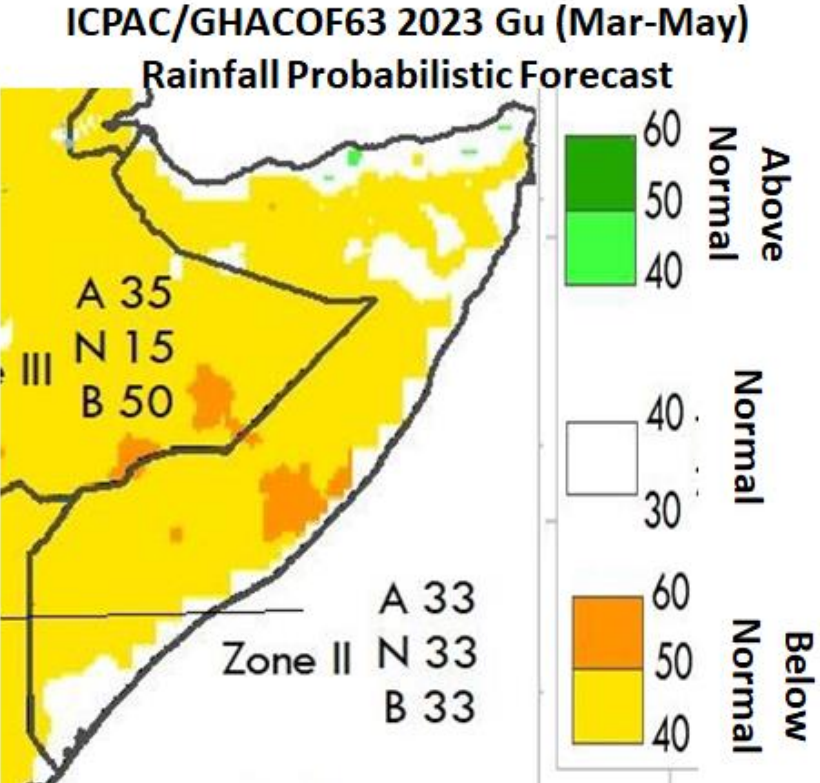 ICPAC/GHACOF63 2023 Gu (Mar-May)
Rainfall Probabilistic Forecast
60
50
40
Above
Normal
A 35
N 15
B 50
e III
40
30
Normal
A 33
Zone II N 33
B 33
60
50
40
Below
Normal